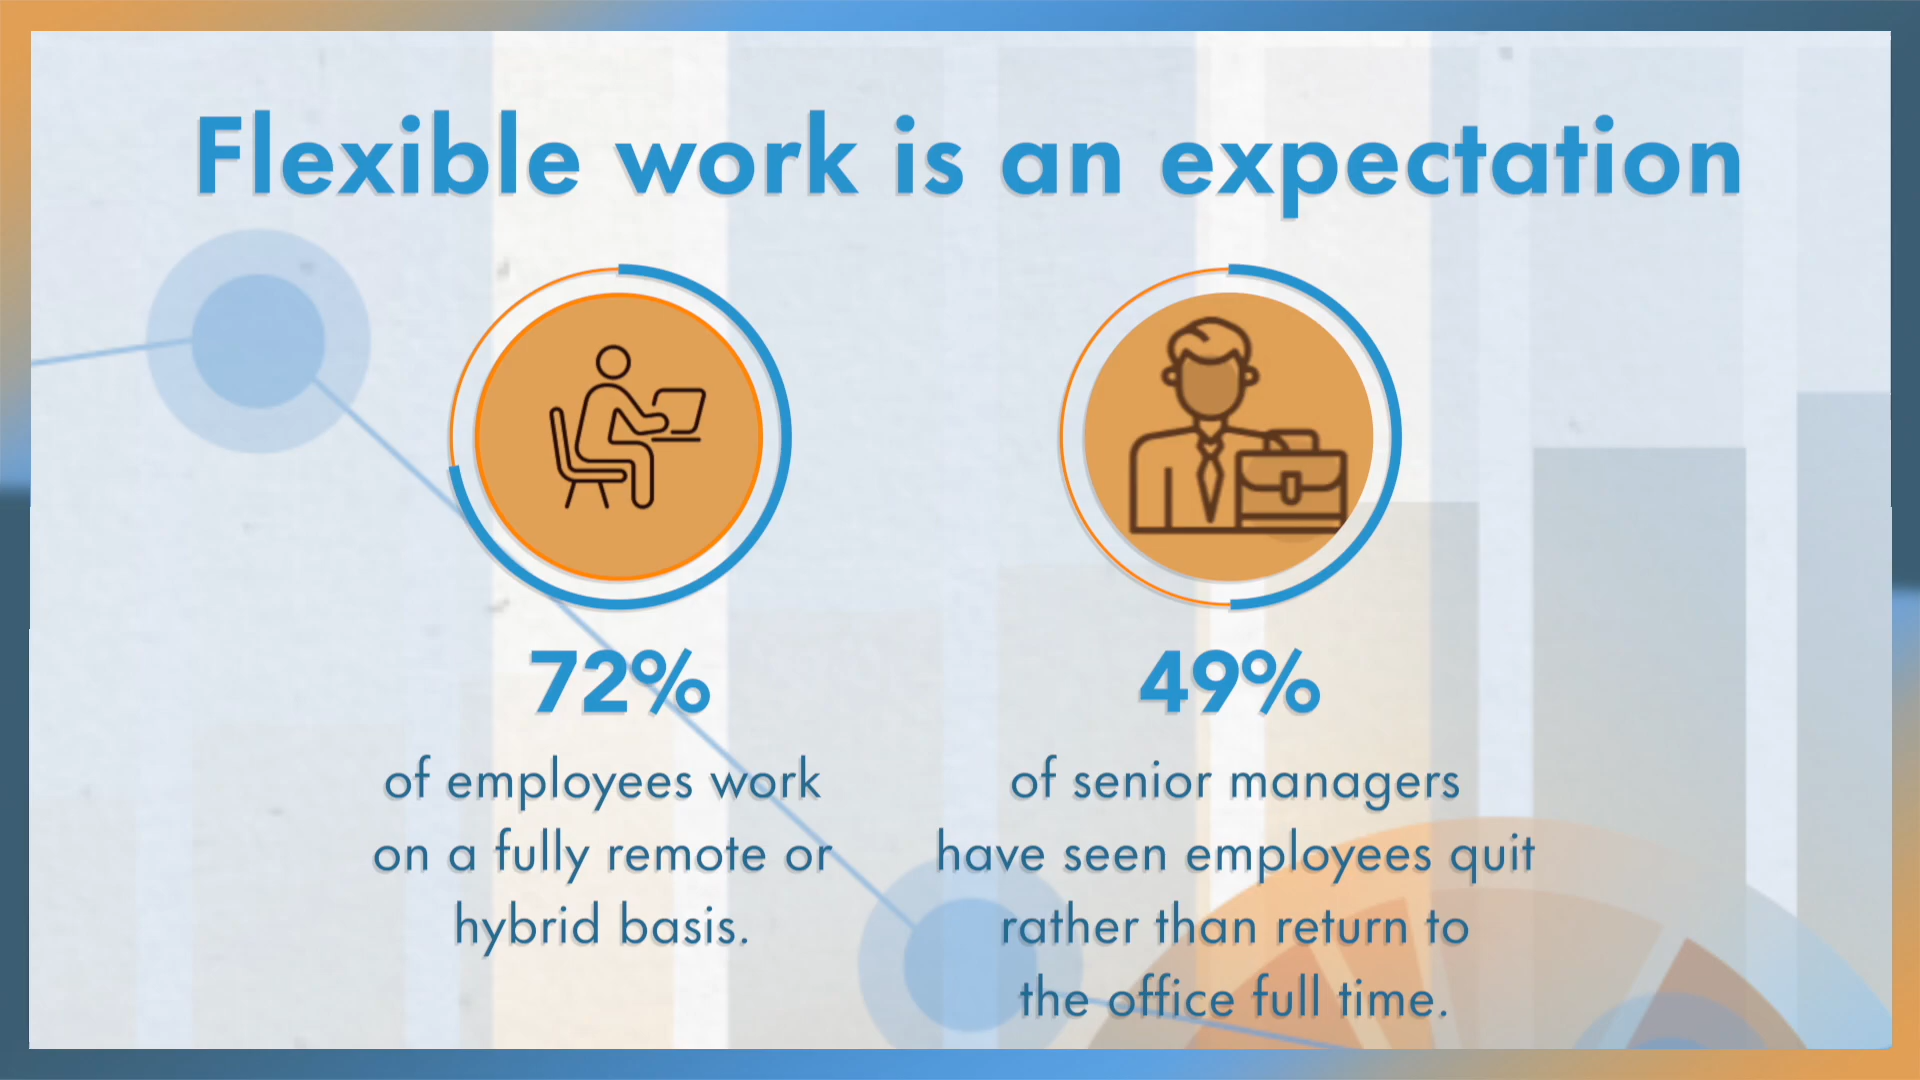 Flexible work is an expectation
72%
of employees work
on a fully remote or
hybrid basis.
49%
of senior managers
have seen employees quit
rather than return to
the office full time.